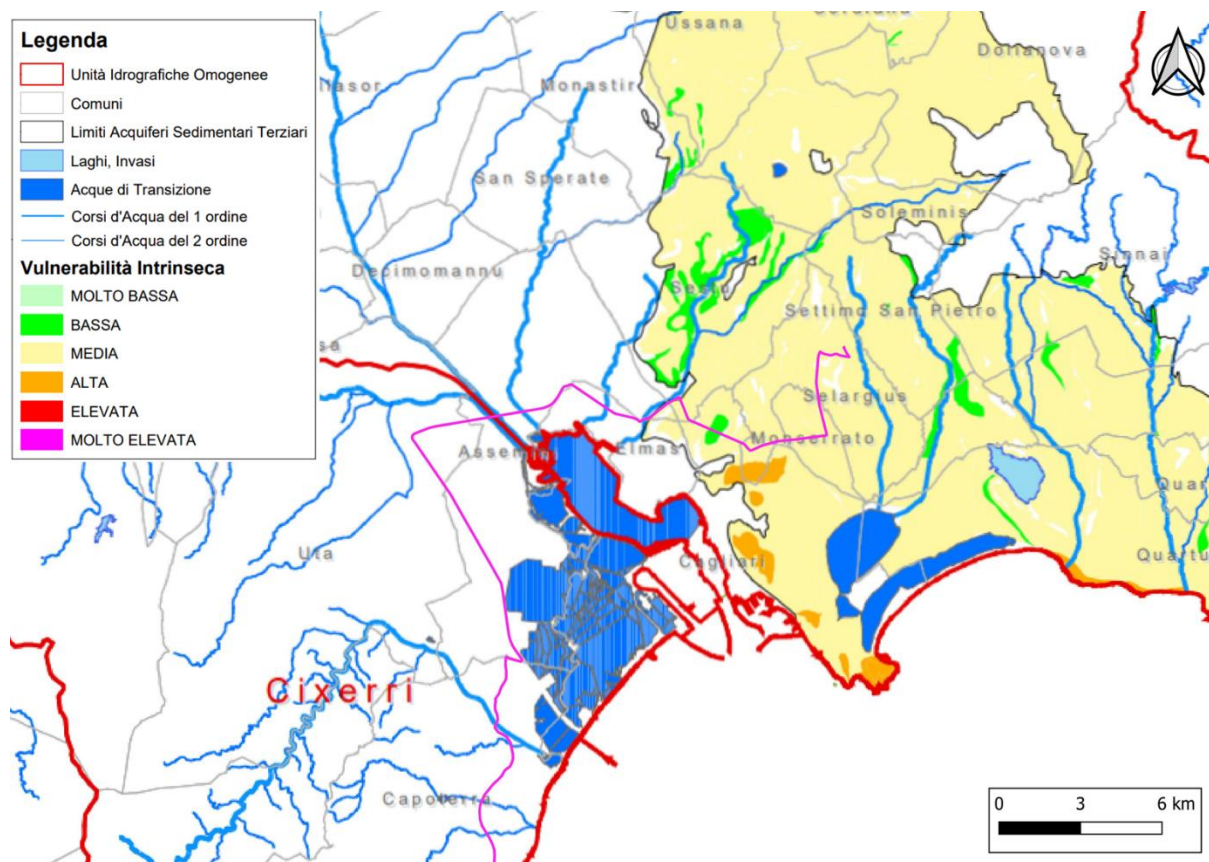 Legenda
Unità Idrografiche Omogenee
Comuni
Limiti Acquiferi Sedimentari Terziari
Laghi, Invasi
Acque di Transizione
Corsi d'Acqua del 1 ordine
Corsi d'Acqua del 2 ordine
Vulnerabilità Intrinseca
MOLTO BASSA
BASSA
MEDIA
ALTA
ELEVATA
MOLTO ELEVATA
Ussana
Dolianova
Monastir
San Sperate
Soleminis
Decimomannu
Sinnai
Sestu
Settimo San Pietro
Selargius
Monserrato
Assemini
Elmas
Uta
Cagliari
Quar
Quartu
Cixerri
Capoterra
0 3 6 km